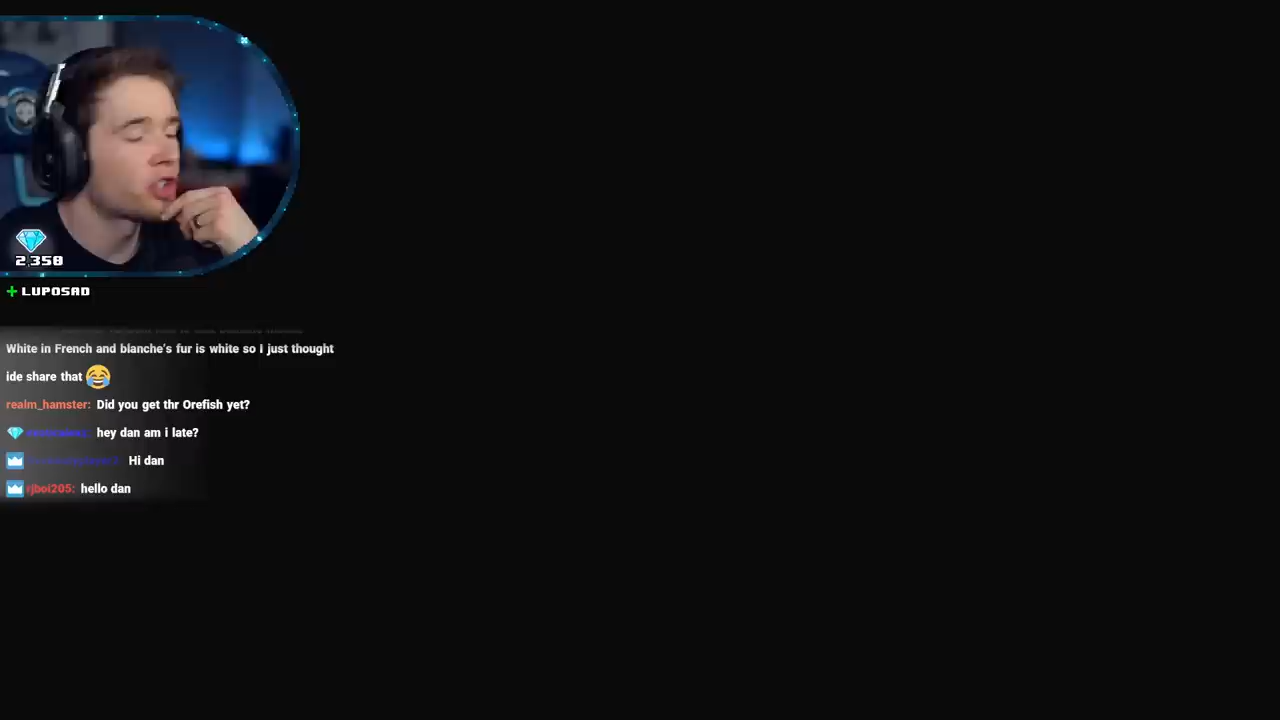 2,358
+ LUPOSAD
White in French and blanche's fur is white so i just thought
ide share that 😂
realm_hamster: Did you get thr Orefish yet?
hey dan am i late?
Hi dan
rjboi205: hello dan